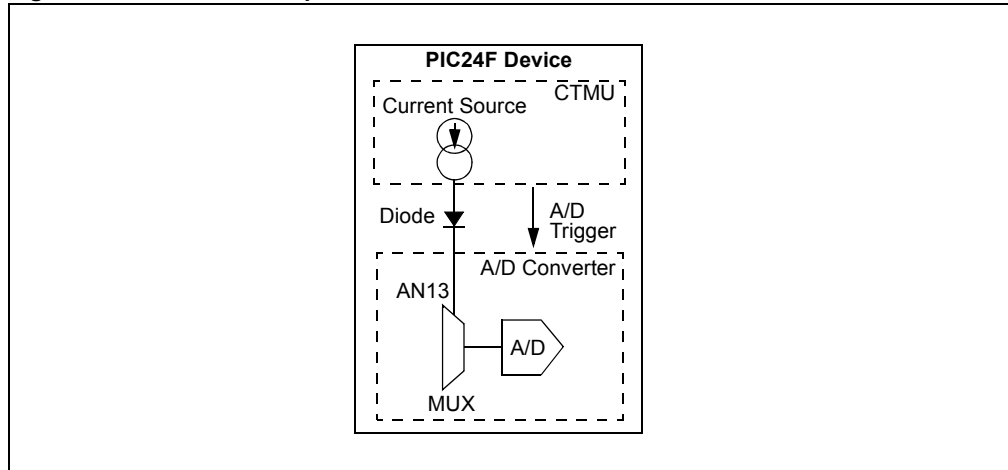 PIC24F Device
CTMU
Current Source
Diode
A/D
Trigger
A/D Converter
AN13
A/D
MUX